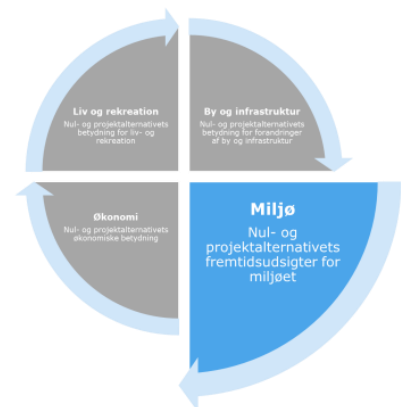 Liv og rekreation
Nul- og projektalternativets
betydning for liv- og
rekreation
By og infrastruktur
Nul- og projektalternativets
betydning for forandringer
af by og infrastruktur
Økonomi
Nul- og projektalternativets
økonomiske betydning
Miljø
Nul- og
projektalternativets
fremtidsudsigter for
miljøet